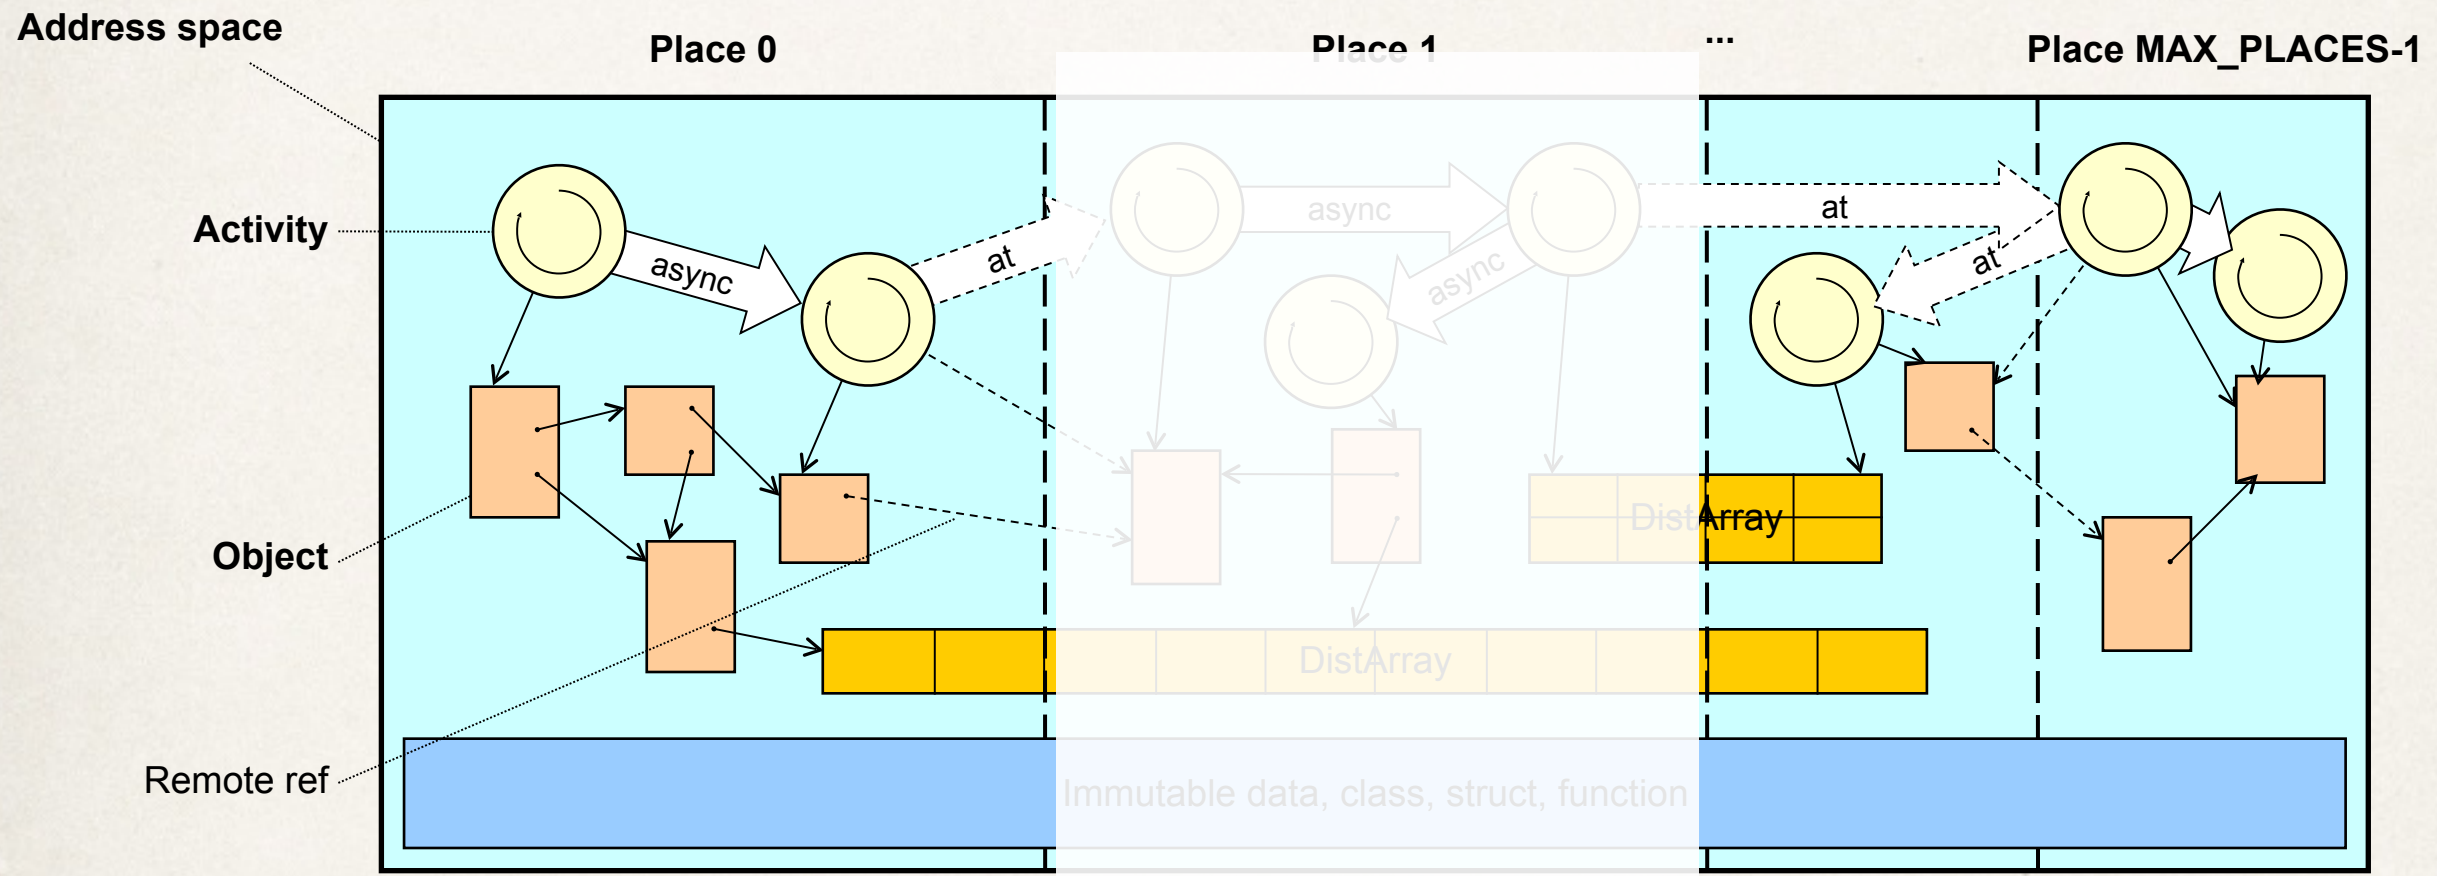 Address space
Place 0
Place 1
...
Place MAX_PLACES-1
Activity
async
at
async
async
at
at
Object
DistArray
DistArray
Remote ref
Immutable data, class, struct, function